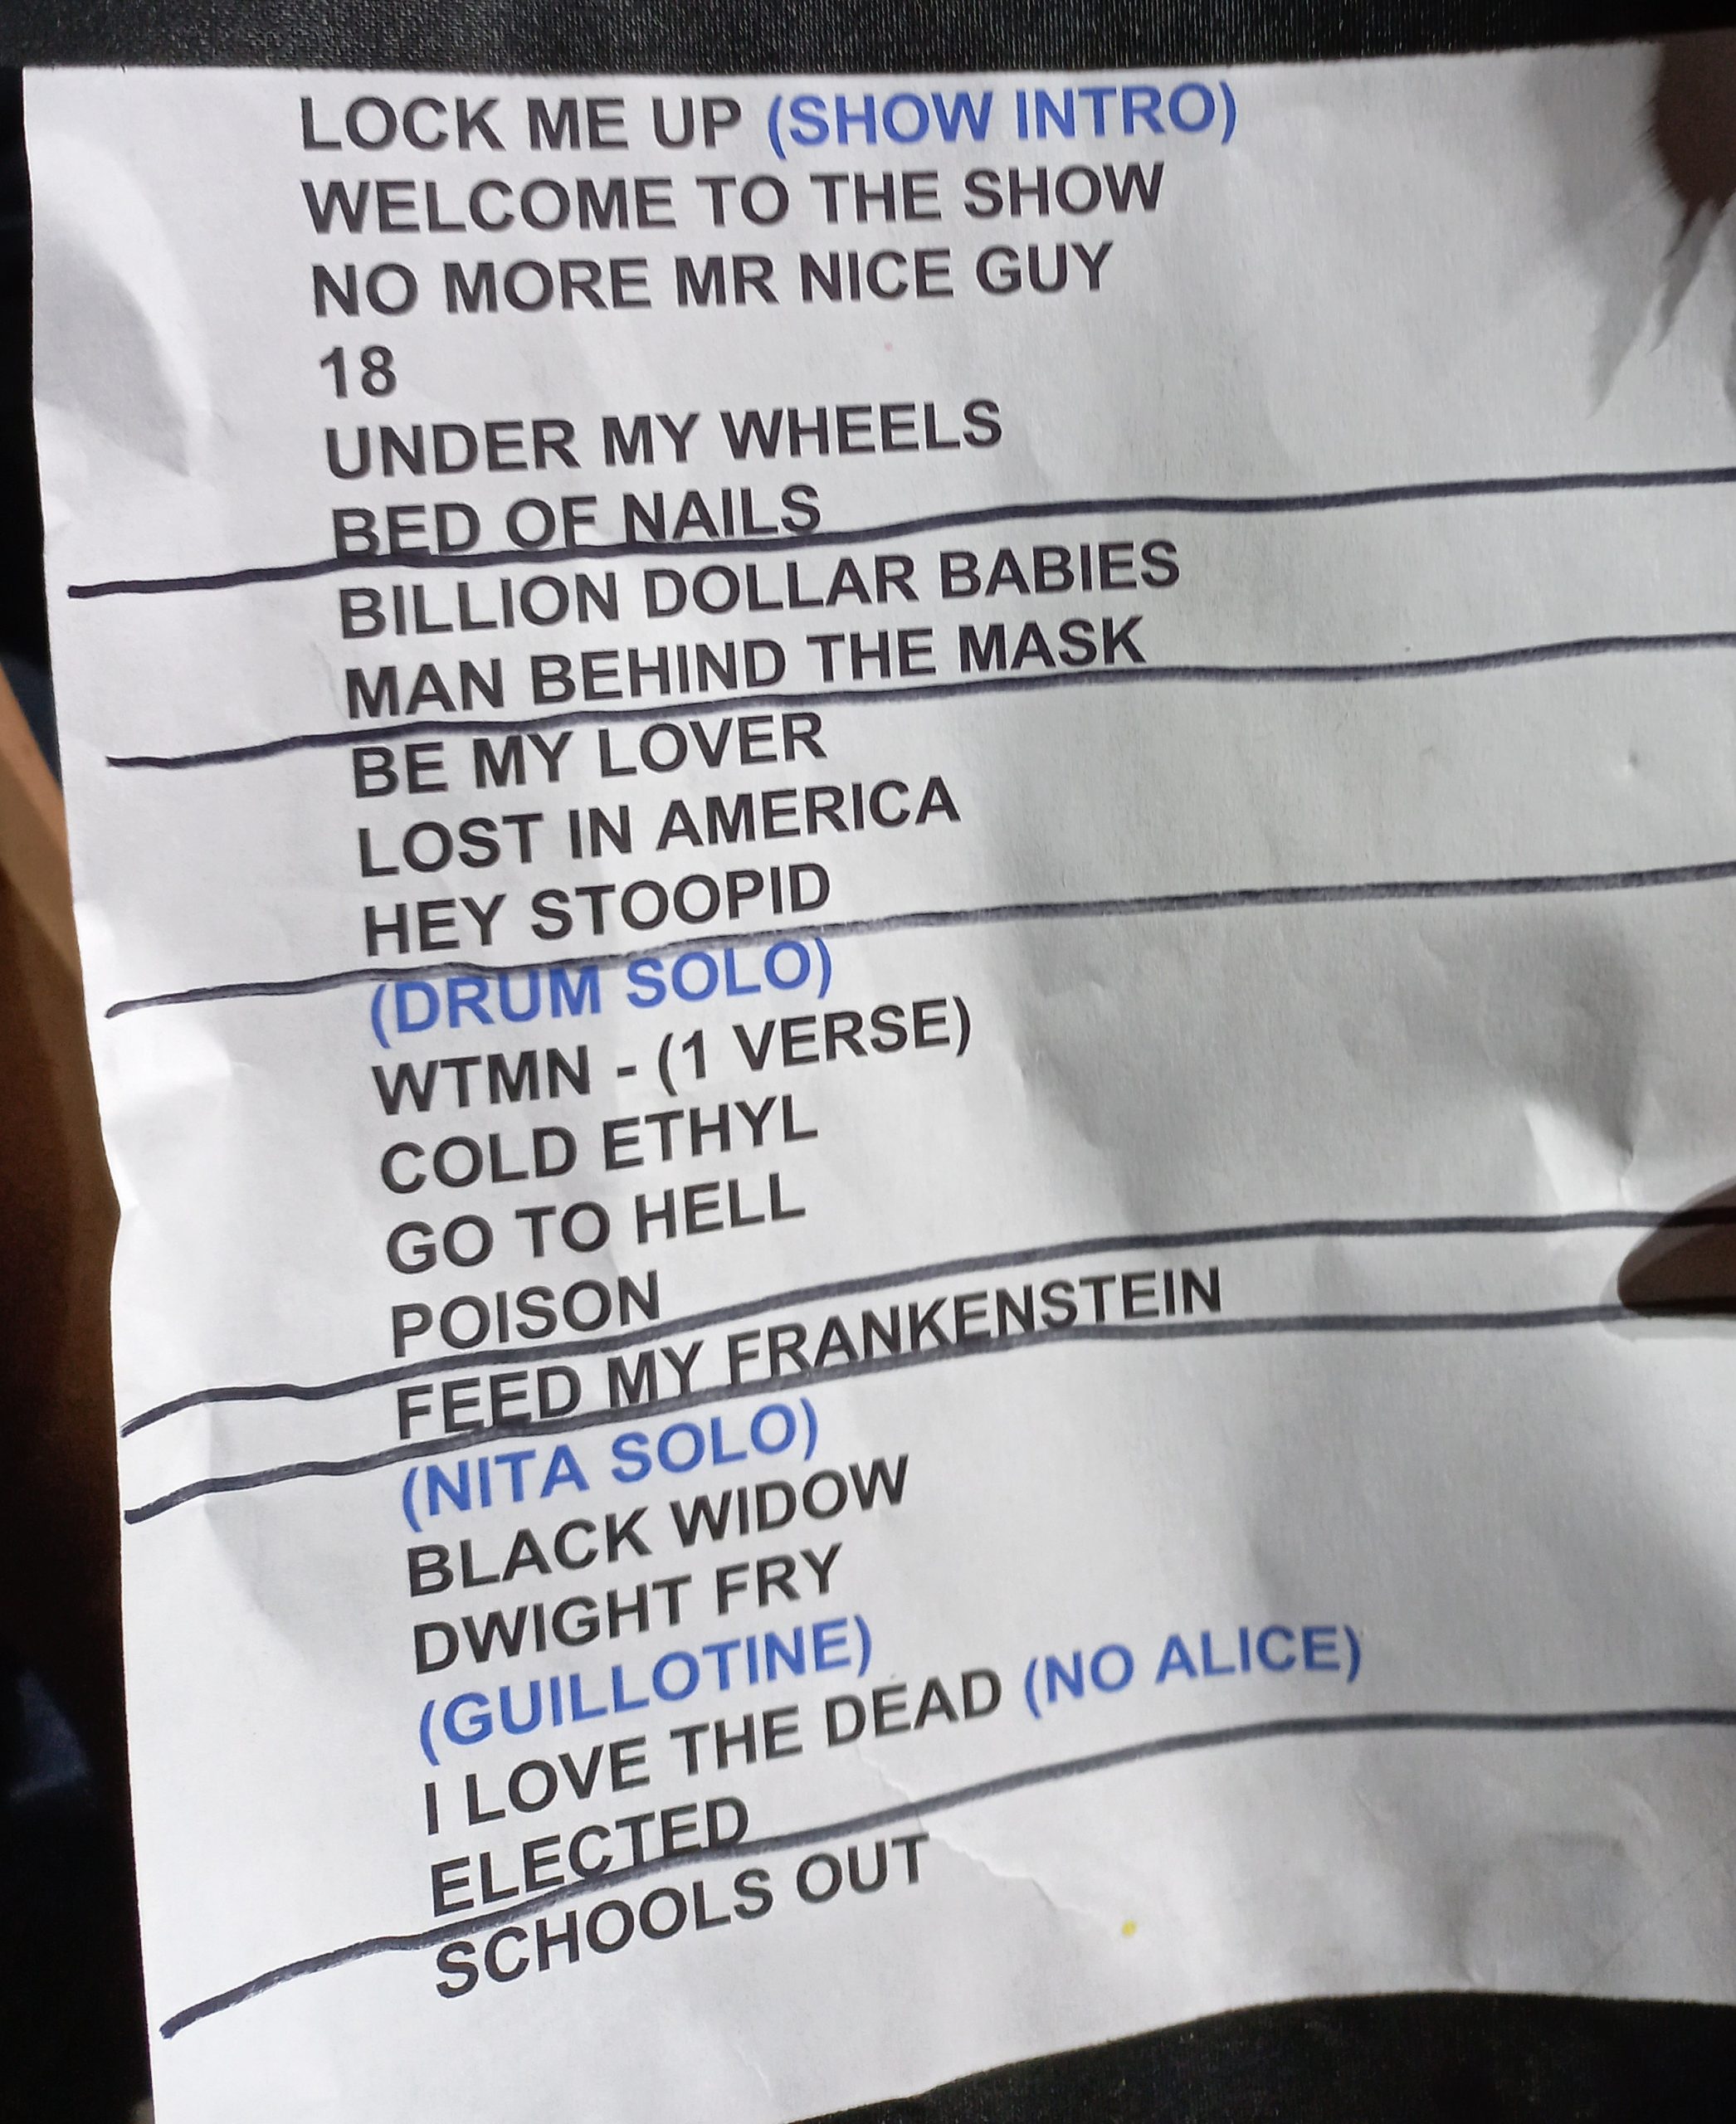 LOCK ME UP (SHOW INTRO)
WELCOME TO THE SHOW
NO MORE MR NICE GUY
18
UNDER MY WHEELS
BED OF NAILS
BILLION DOLLAR BABIES
MAN BEHIND THE MASK
BE MY LOVER
LOST IN AMERICA
HEY STOOPID
(DRUM SOLO)
WTMN - (1 VERSE)
COLD ETHYL
GO TO HELL
POISON
FEED MY FRANKENSTEIN
(NITA SOLO)
BLACK WIDOW
DWIGHT FRY
(GUILLOTINE)
I LOVE THE DEAD (NO ALICE)
ELECTED
SCHOOLS OUT